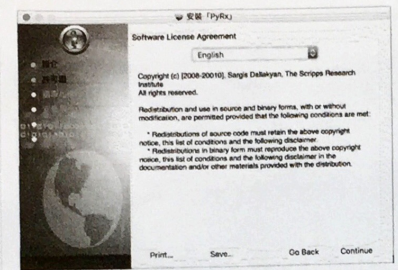 安裝「PyRx」
Software License Agreement
English
Copyright (c) [2008-20010], Sargis Dallakyan, The Scripps Research
Institute
All rights reserved.
Redistribution and use in source and binary forms, with or without
modification, are permitted provided that the following conditions are met:
* Redistributions of source code must retain the above copyright
notice, this list of conditions and the following disclaimer.
* Redistributions in binary form must reproduce the above copyright
notice, this list of conditions and the following disclaimer in the
documentation and/or other materials provided with the distribution.
Print...
Save...
Go Back
Continue